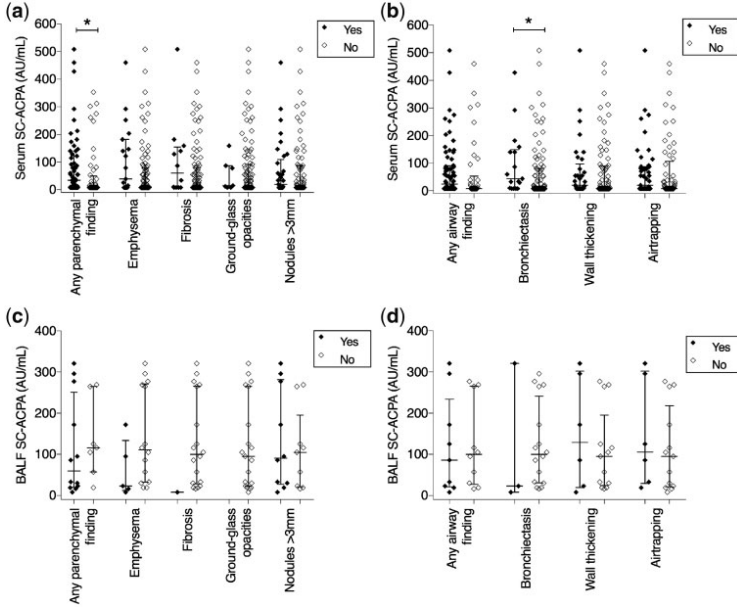 (a)
*
Yes
No
600
500
400
300
200
100
0
Serum SC-ACPA (AU/mL)
Any parenchymal
finding
Emphysema
Fibrosis
Ground-glass
opacities
Nodules >3mm
(b)
*
Yes
No
600
500
400
300
200
100
0
Serum SC-ACPA (AU/mL)
Any airway
finding
Bronchiectasis
Wall thickening
Airtrapping
(c)
Yes
No
400
300
200
100
0
BALF SC-ACPA (AU/mL)
Any parenchymal
finding
Emphysema
Fibrosis
Ground-glass
opacities
Nodules >3mm
(d)
Yes
No
400
300
200
100
0
BALF SC-ACPA (AU/mL)
Any airway
finding
Bronchiectasis
Wall thickening
Airtrapping